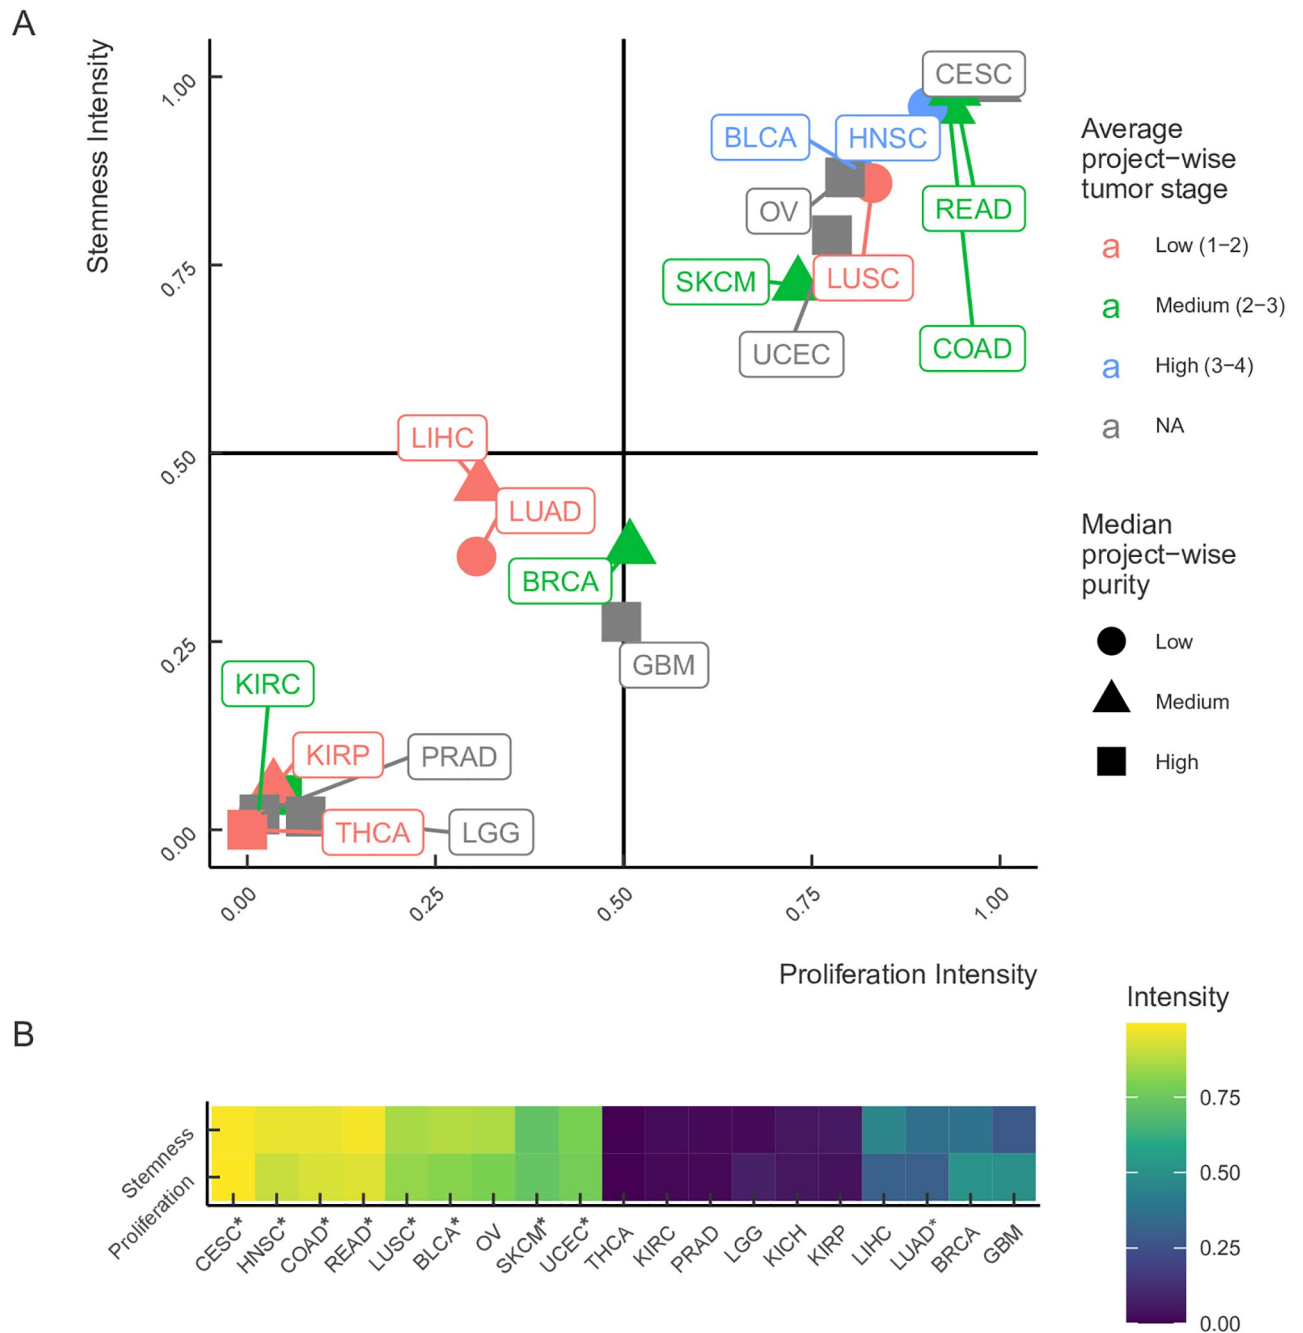 A
Stemness Intensity
1.00
0.75
0.50
0.25
0.00
CESC
BLCA
HNSC
OV
READ
SKCM
LUSC
UCEC
COAD
LIHC
LUAD
BRCA
GBM
KIRC
KIRP
PRAD
THCA
LGG
0.00
0.25
0.50
0.75
1.00
Proliferation Intensity
Average
project−wise
tumor stage
a Low (1−2)
a Medium (2−3)
a High (3−4)
a NA
Median
project−wise
purity
Low
Medium
High
B
Stemness
Proliferation
CESC*
HNSC*
COAD*
READ*
LUSC*
BLCA*
OV
SKCM*
UCEC*
THCA
KIRC
PRAD
LGG
KICH
KIRP
LIHC
LUAD*
BRCA
GBM
Intensity
0.75
0.50
0.25
0.00